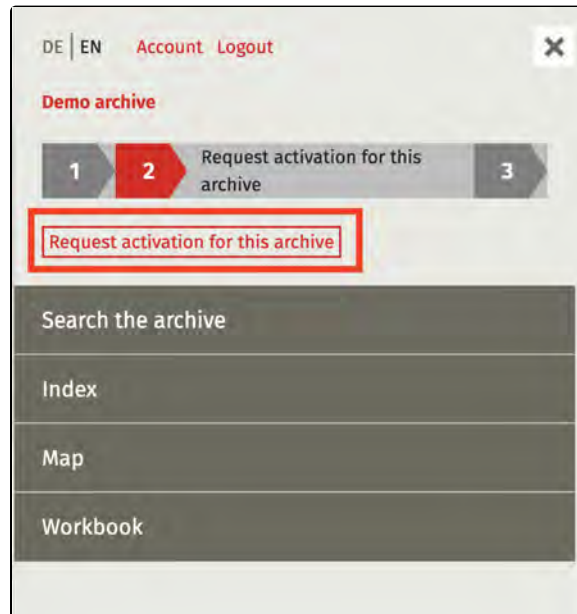 DE | EN Account Logout
Demo archive
1 2 Request activation for this 3
archive
Request activation for this archive
Search the archive
Index
Map
Workbook